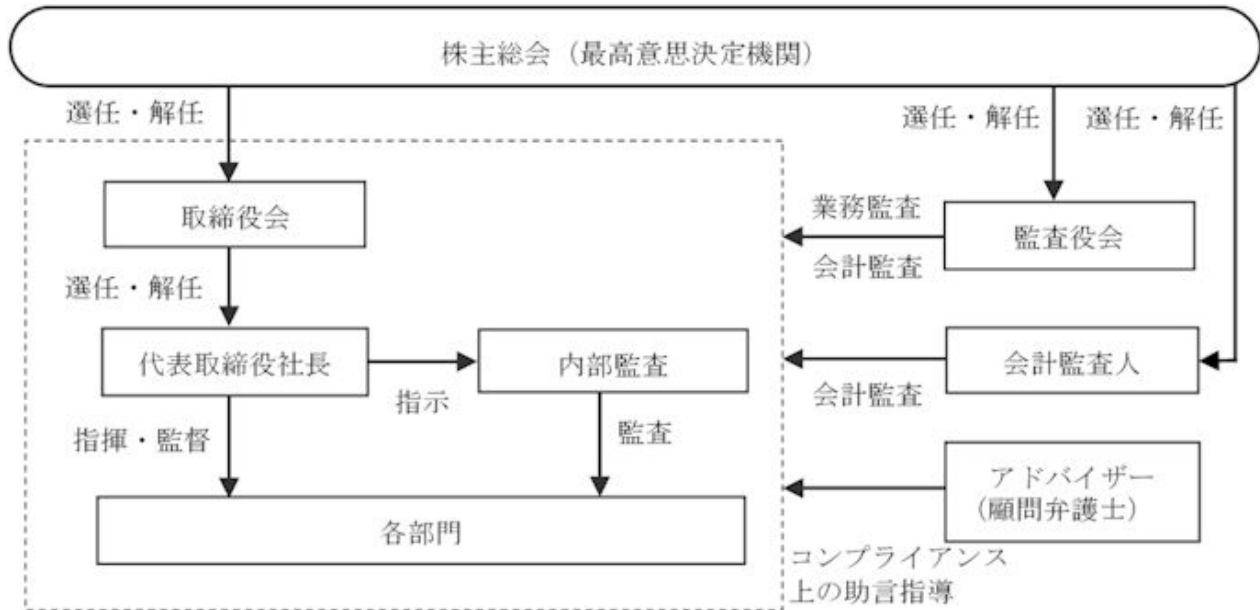 株主総会（最高意思決定機関）
選任・解任
選任・解任
選任・解任
取締役会
業務監査
監査役会
会計監査
選任・解任
代表取締役社長
内部監査
会計監査人
指示
会計監査
指揮・監督
監査
アドバイザー
（顧問弁護士）
各部門
コンプライアンス
上の助言指導